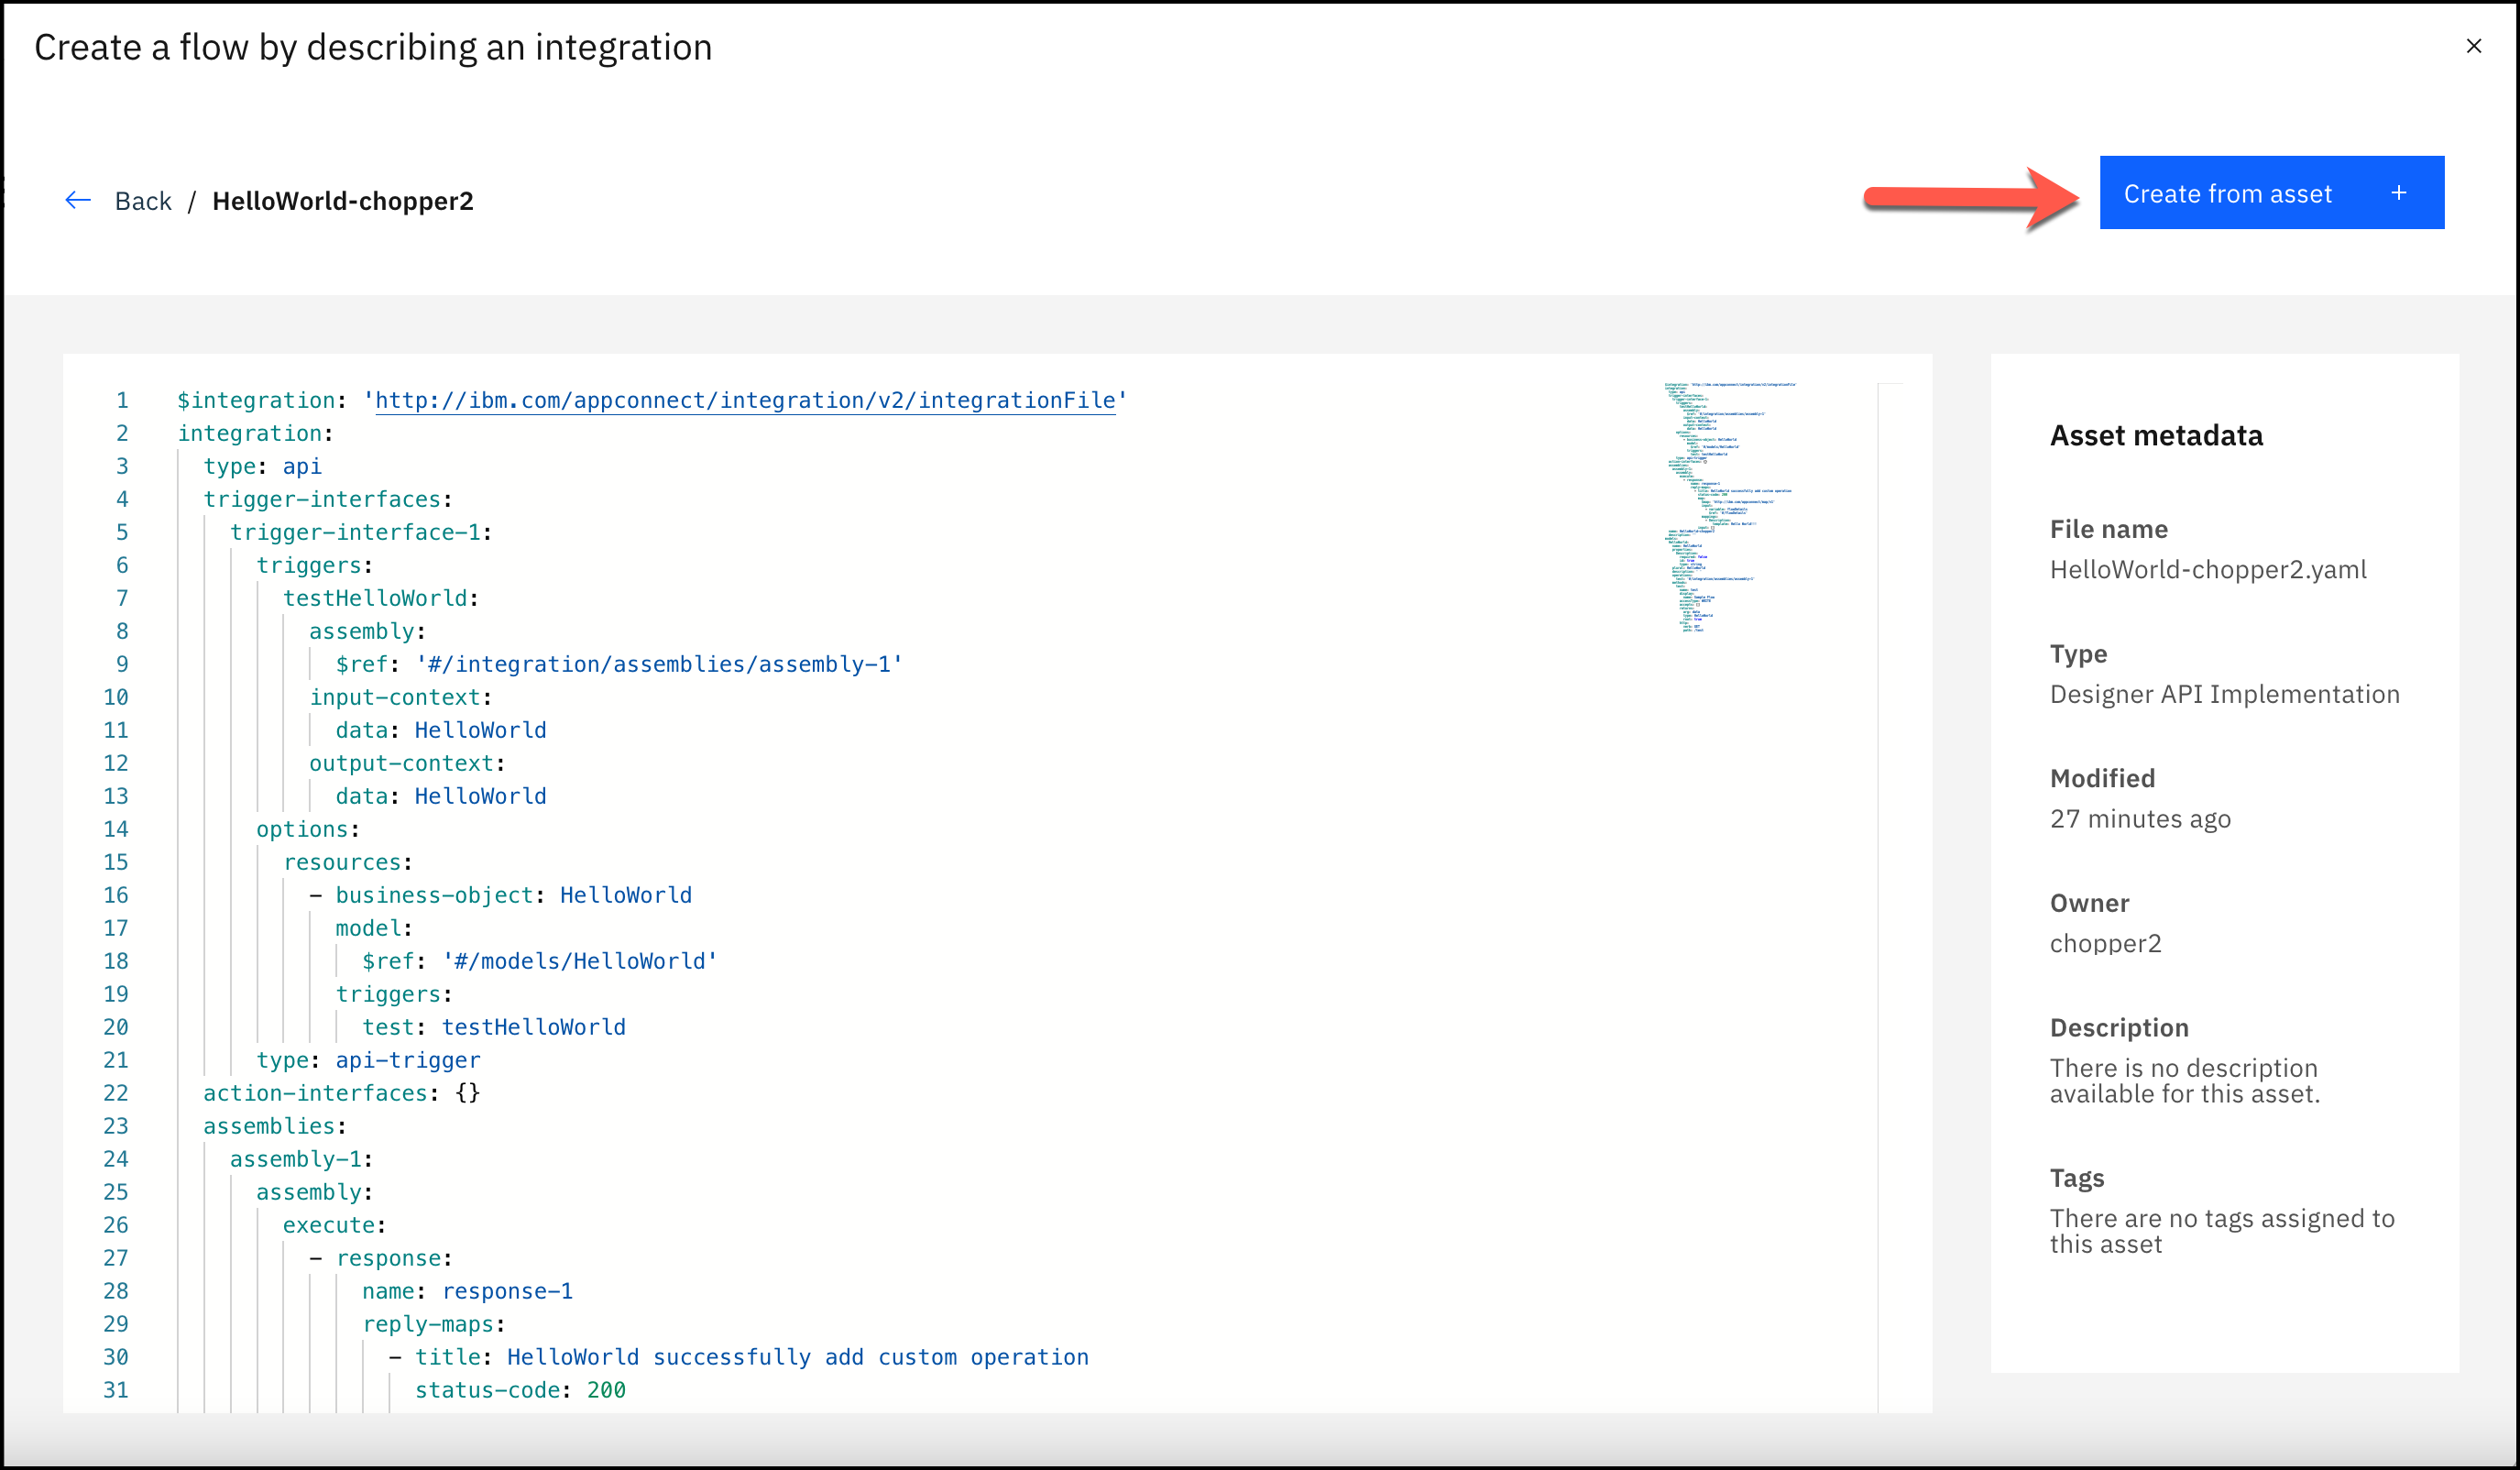 Create a flow by describing an integration
Back / HelloWorld-chopper2
Create from asset +
1 $integration: 'http://ibm.com/appconnect/integration/v2/integrationFile'
2 integration:
3 type: api
4 trigger-interfaces:
5 trigger-interface-1:
6 triggers:
7 testHelloWorld:
8 assembly:
9 $ref: '#/integration/assemblies/assembly-1'
10 input-context:
11 data: HelloWorld
12 output-context:
13 data: HelloWorld
14 options:
15 resources:
16 - business-object: HelloWorld
17 model:
18 $ref: '#/models/HelloWorld'
19 triggers:
20 test: testHelloWorld
21 type: api-trigger
22 action-interfaces: {}
23 assemblies:
24 assembly-1:
25 assembly:
26 execute:
27 - response:
28 name: response-1
29 reply-maps:
30 - title: HelloWorld successfully add custom operation
31 status-code: 200
Asset metadata
File name
HelloWorld-chopper2.yaml
Type
Designer API Implementation
Modified
27 minutes ago
Owner
chopper2
Description
There is no description
available for this asset.
Tags
There are no tags assigned to
this asset